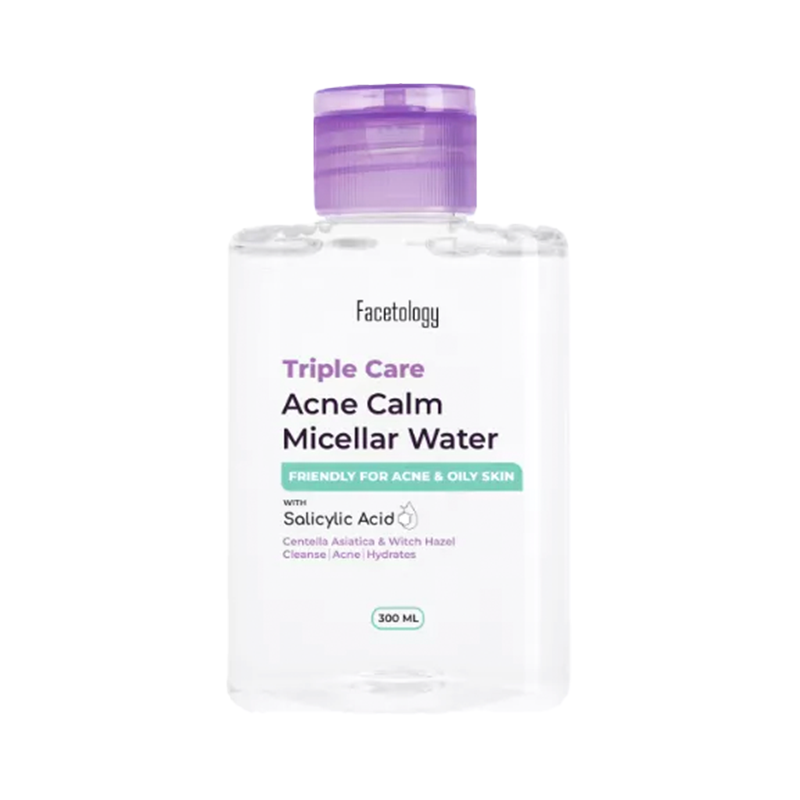 Facetology
Triple Care
Acne Calm
Micellar Water
FRIENDLY FOR ACNE & OILY SKIN
WITH
Salicylic Acid
Centella Asiatica & Witch Hazel
Cleanse | Acne | Hydrates
300 ML